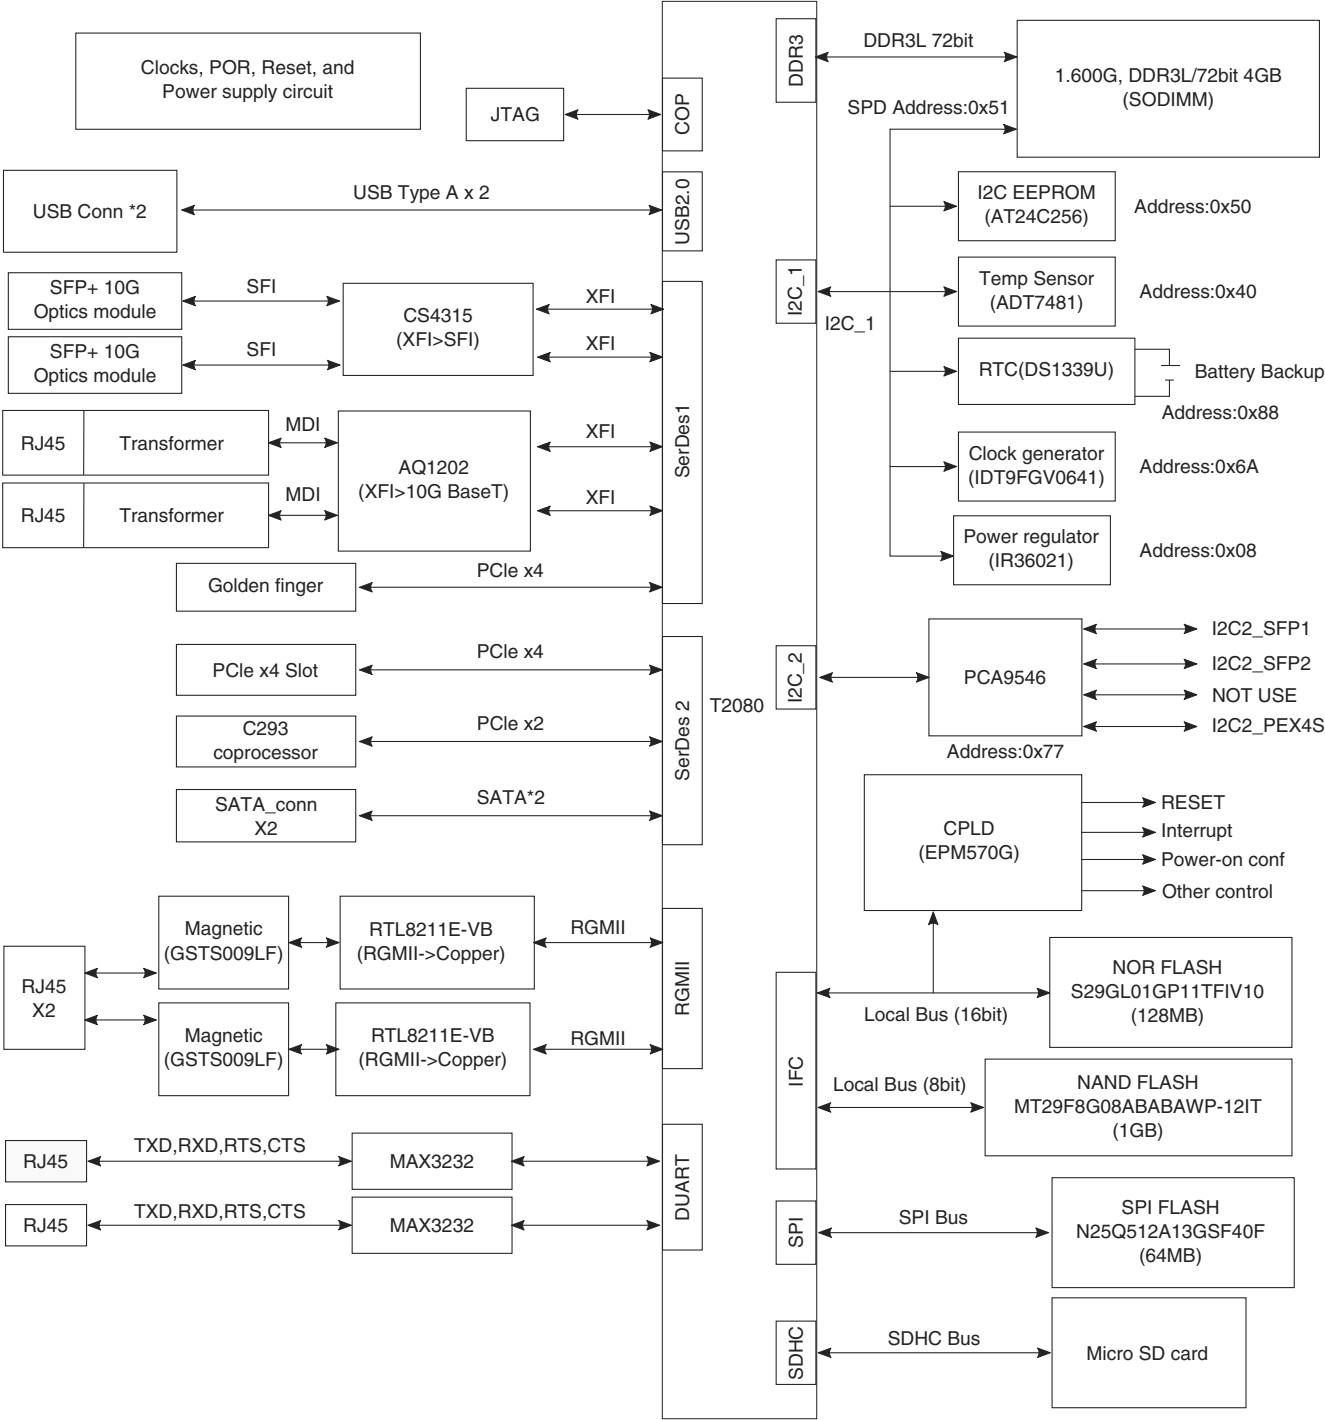 Clocks, POR, Reset, and
Power supply circuit
JTAG
COP
USB Conn *2
USB Type A x 2
USB2.0
SFP+ 10G
Optics module
SFI
SFP+ 10G
Optics module
SFI
CS4315
(XFI>SFI)
XFI
XFI
RJ45
Transformer
MDI
RJ45
Transformer
MDI
AQ1202
(XFI>10G BaseT)
XFI
XFI
SerDes1
Golden finger
PCIe x4
PCIe x4 Slot
PCIe x4
C293
coprocessor
PCIe x2
SATA_conn
X2
SATA*2
SerDes 2
T2080
RJ45
X2
Magnetic
(GSTS009LF)
RTL8211E-VB
(RGMII->Copper)
RGMII
Magnetic
(GSTS009LF)
RTL8211E-VB
(RGMII->Copper)
RGMII
RGMII
RJ45
TXD,RXD,RTS,CTS
MAX3232
RJ45
TXD,RXD,RTS,CTS
MAX3232
DUART
DDR3
DDR3L 72bit
1.600G, DDR3L/72bit 4GB
(SODIMM)
SPD Address:0x51
I2C EEPROM
(AT24C256)
Address:0x50
I2C_1
I2C_1
Temp Sensor
(ADT7481)
Address:0x40
RTC(DS1339U)
Battery Backup
Address:0x88
Clock generator
(IDT9FGV0641)
Address:0x6A
Power regulator
(IR36021)
Address:0x08
I2C_2
PCA9546
Address:0x77
I2C2_SFP1
I2C2_SFP2
NOT USE
I2C2_PEX4S
CPLD
(EPM570G)
RESET
Interrupt
Power-on conf
Other control
IFC
Local Bus (16bit)
NOR FLASH
S29GL01GP11TFIV10
(128MB)
Local Bus (8bit)
NAND FLASH
MT29F8G08ABABAWP-12IT
(1GB)
SPI
SPI Bus
SPI FLASH
N25Q512A13GSF40F
(64MB)
SDHC
SDHC Bus
Micro SD card